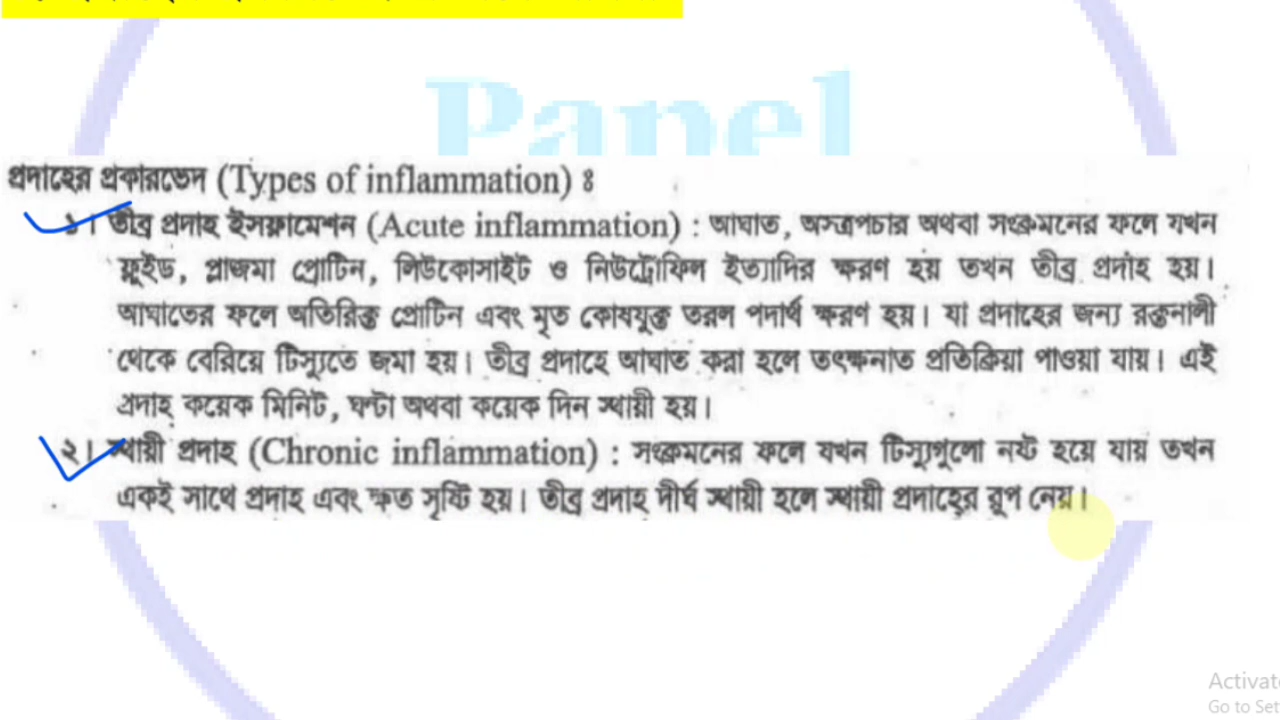 Panel
প্রদাহের প্রকারভেদ (Types of inflammation) ঃ
১। তীব্র প্রদাহ ইসফ্লামেশন (Acute inflammation) : আঘাত, অস্ত্রপচার অথবা সংক্রমনের ফলে যখন
ফ্লুইড, প্লাজমা প্রোটিন, লিউকোসাইট ও নিউট্রোফিল ইত্যাদির ক্ষরণ হয় তখন তীব্র প্রদাহ হয়।
আঘাতের ফলে অতিরিক্ত প্রোটিন এবং মৃত কোষযুক্ত তরল পদার্থ ক্ষরণ হয়। যা প্রদাহের জন্য রক্তনালী
থেকে বেরিয়ে টিস্যুতে জমা হয়। তীব্র প্রদাহে আঘাত করা হলে তৎক্ষনাত প্রতিক্রিয়া পাওয়া যায়। এই
প্রদাহ কয়েক মিনিট, ঘন্টা অথবা কয়েক দিন স্থায়ী হয়।
২। স্থায়ী প্রদাহ (Chronic inflammation) : সংক্রমনের ফলে যখন টিস্যুগুলো নষ্ট হয়ে যায় তখন
একই সাথে প্রদাহ এবং ক্ষত সৃষ্টি হয়। তীব্র প্রদাহ দীর্ঘ স্থায়ী হলে স্থায়ী প্রদাহের রূপ নেয়।
Activate
Go to Set